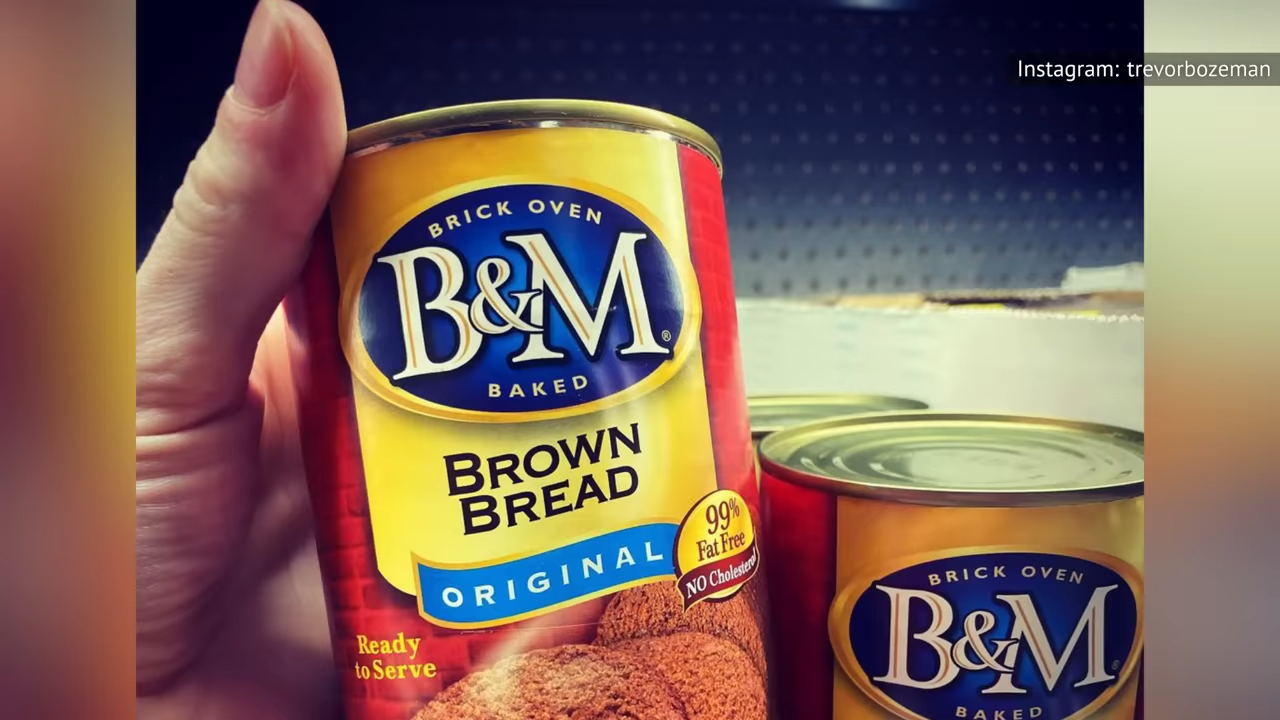 Instagram: trevorbozeman
BRICK OVEN
B&M®
BAKED
BROWN
BREAD
ORIGINAL
99%
Fat Free
NO Cholesterol
Ready
to Serve
BRICK OVEN
B&M®
BAKED